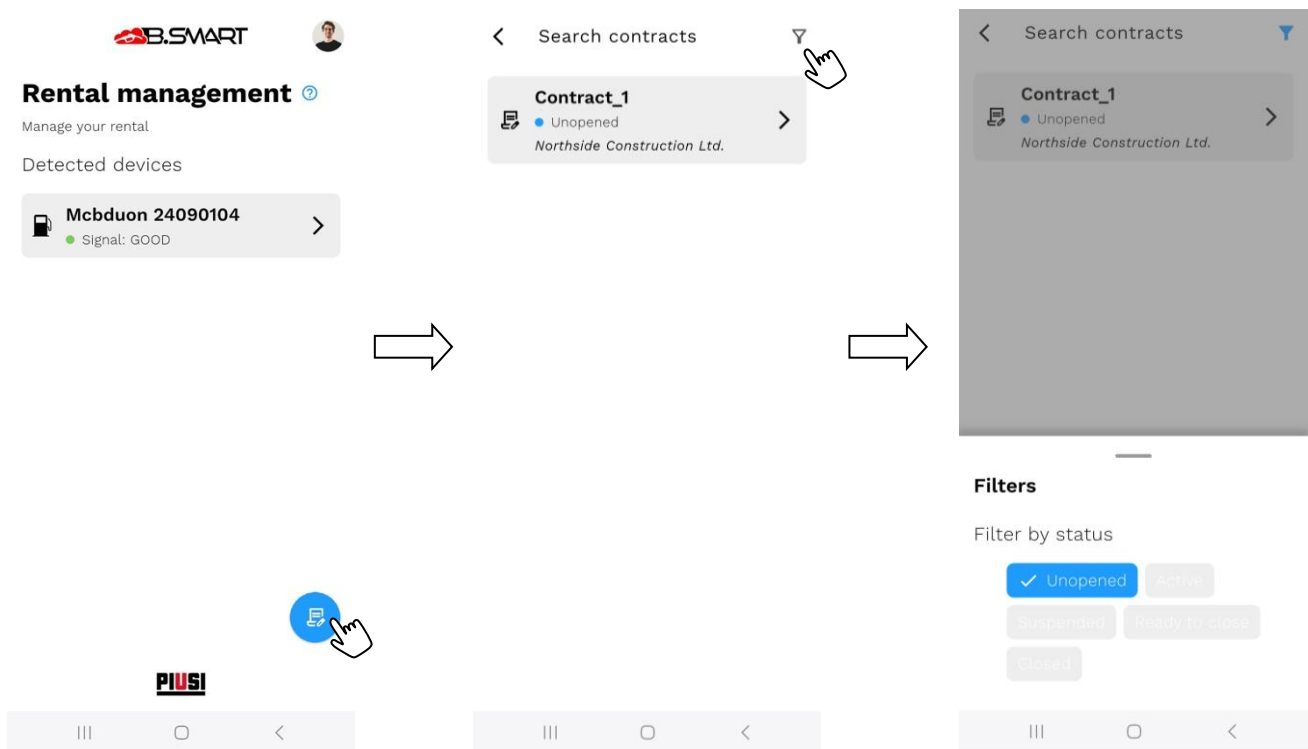 B.SMART
Rental management
Manage your rental
Detected devices
Mcbduon 24090104
Signal: GOOD
PIUSI
Search contracts
Contract_1
Unopened
Northside Construction Ltd.
Search contracts
Contract_1
Unopened
Northside Construction Ltd.
Filters
Filter by status
Unopened
Active
Suspended
Ready to close
Closed